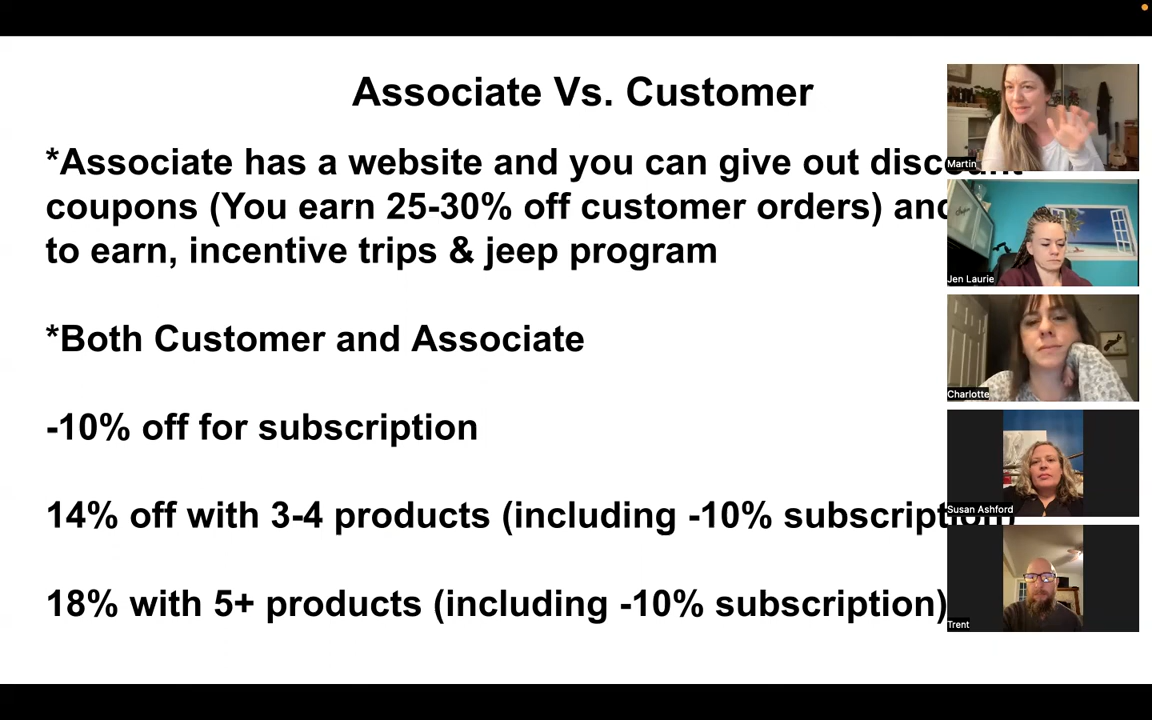 Associate Vs. Customer
*Associate has a website and you can give out discount
coupons (You earn 25-30% off customer orders) and
to earn, incentive trips & jeep program
*Both Customer and Associate
-10% off for subscription
14% off with 3-4 products (including -10% subscription)
18% with 5+ products (including -10% subscription)
Martin
Jen Laurie
Charlotte
Susan Ashford
Trent